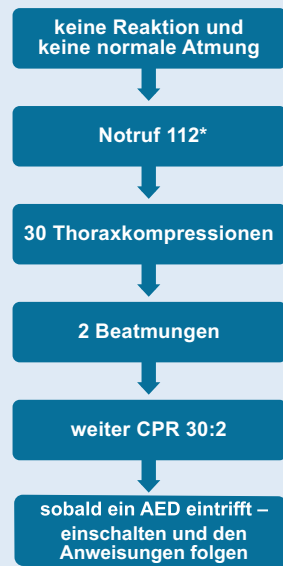 keine Reaktion und
keine normale Atmung
Notruf 112*
30 Thoraxkompressionen
2 Beatmungen
weiter CPR 30:2
sobald ein AED eintrifft –
einschalten und den
Anweisungen folgen